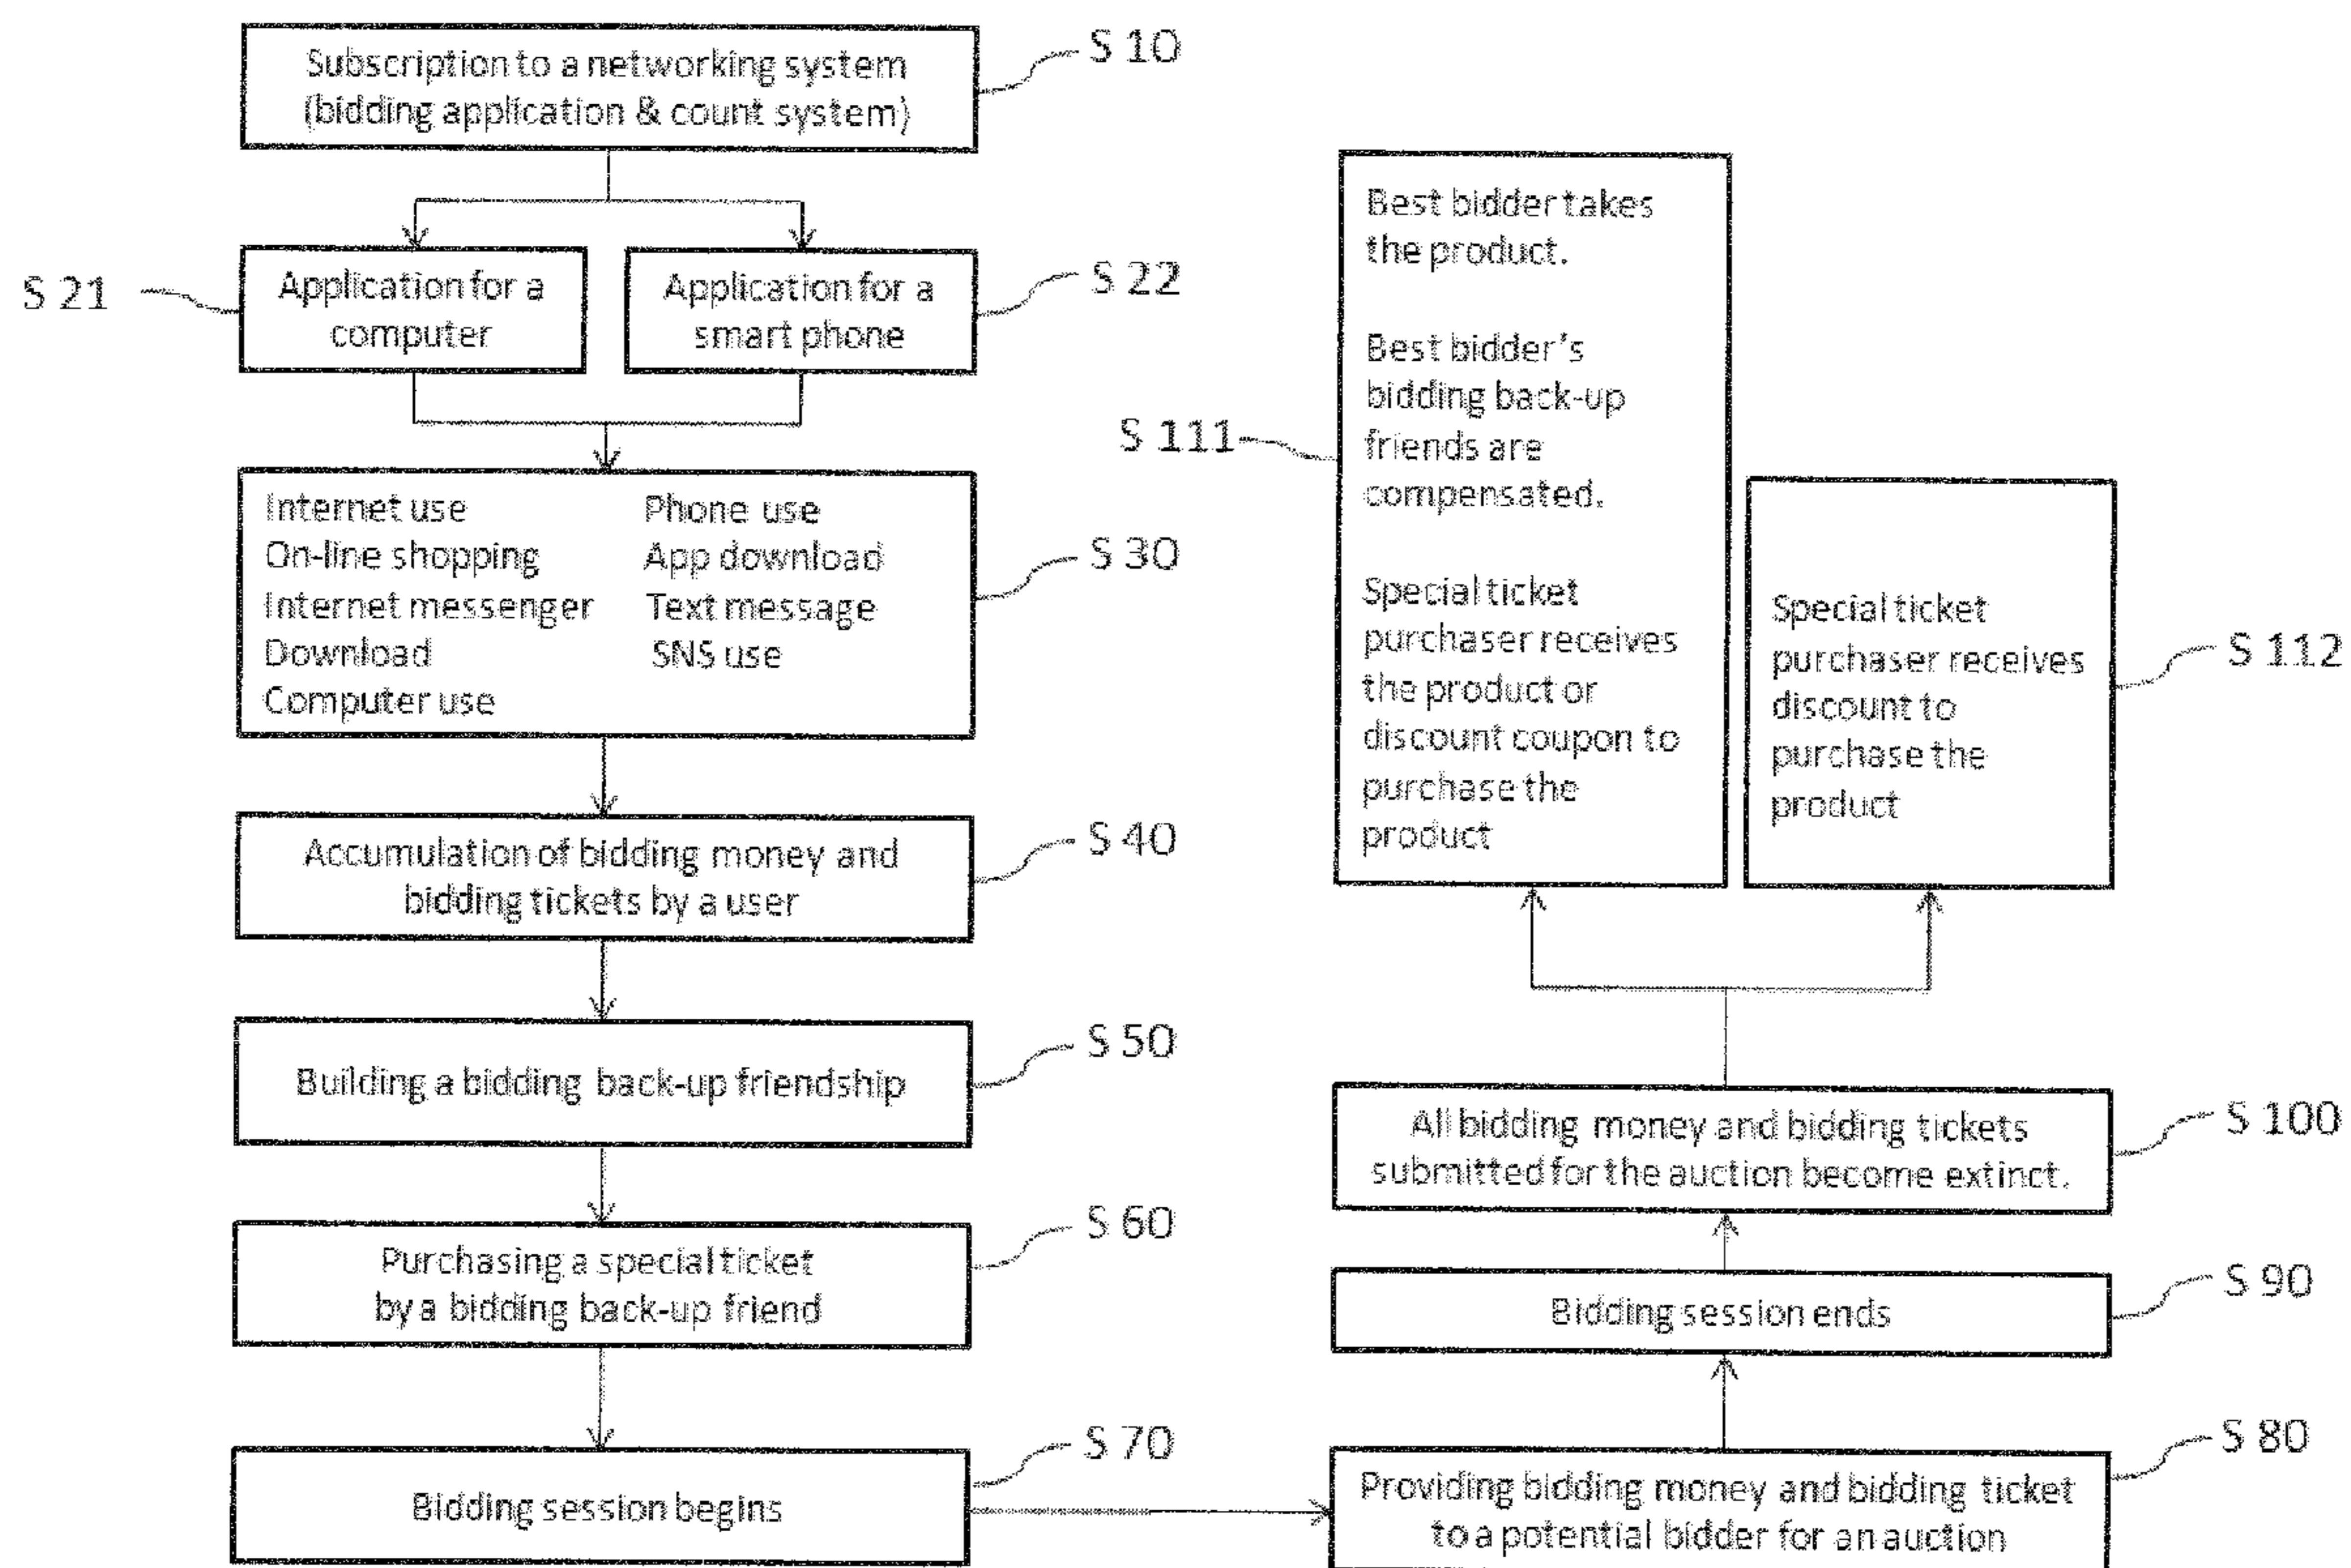 Subscription to a networking system
(bidding application & count system)
S 10
Application for a
computer
S 21
Application for a
smart phone
S 22
Internet use
On-line shopping
Internet messenger
Download
Computer use
Phone use
App download
Text message
SNS use
S 30
Accumulation of bidding money and
bidding tickets by a user
S 40
Building a bidding back-up friendship
S 50
Purchasing a special ticket
by a bidding back-up friend
S 60
Bidding session begins
S 70
Providing bidding money and bidding ticket
to a potential bidder for an auction
S 80
Bidding session ends
S 90
All bidding money and bidding tickets
submitted for the auction become extinct.
S 100
Best bidder takes
the product.
Best bidder's
bidding back-up
friends are
compensated.
Special ticket
purchaser receives
the product or
discount coupon to
purchase the
product
S 111
Special ticket
purchaser receives
discount to
purchase the
product
S 112